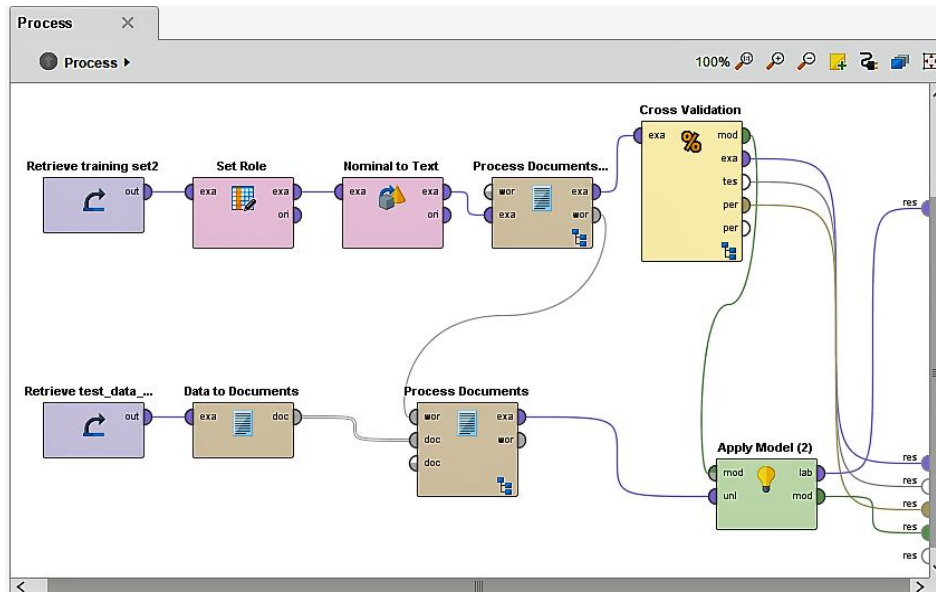 Process
Process
100%
Cross Validation
exa mod
exa
tes
per
per
Retrieve training set2
out
Set Role
exa exa
ori
Nominal to Text
exa exa
ori
Process Documents...
wor exa
exa wor
res
Retrieve test_data_...
out
Data to Documents
exa doc
Process Documents
wor exa
doc wor
doc
Apply Model (2)
mod lab
unl mod
res
res
res
res
res